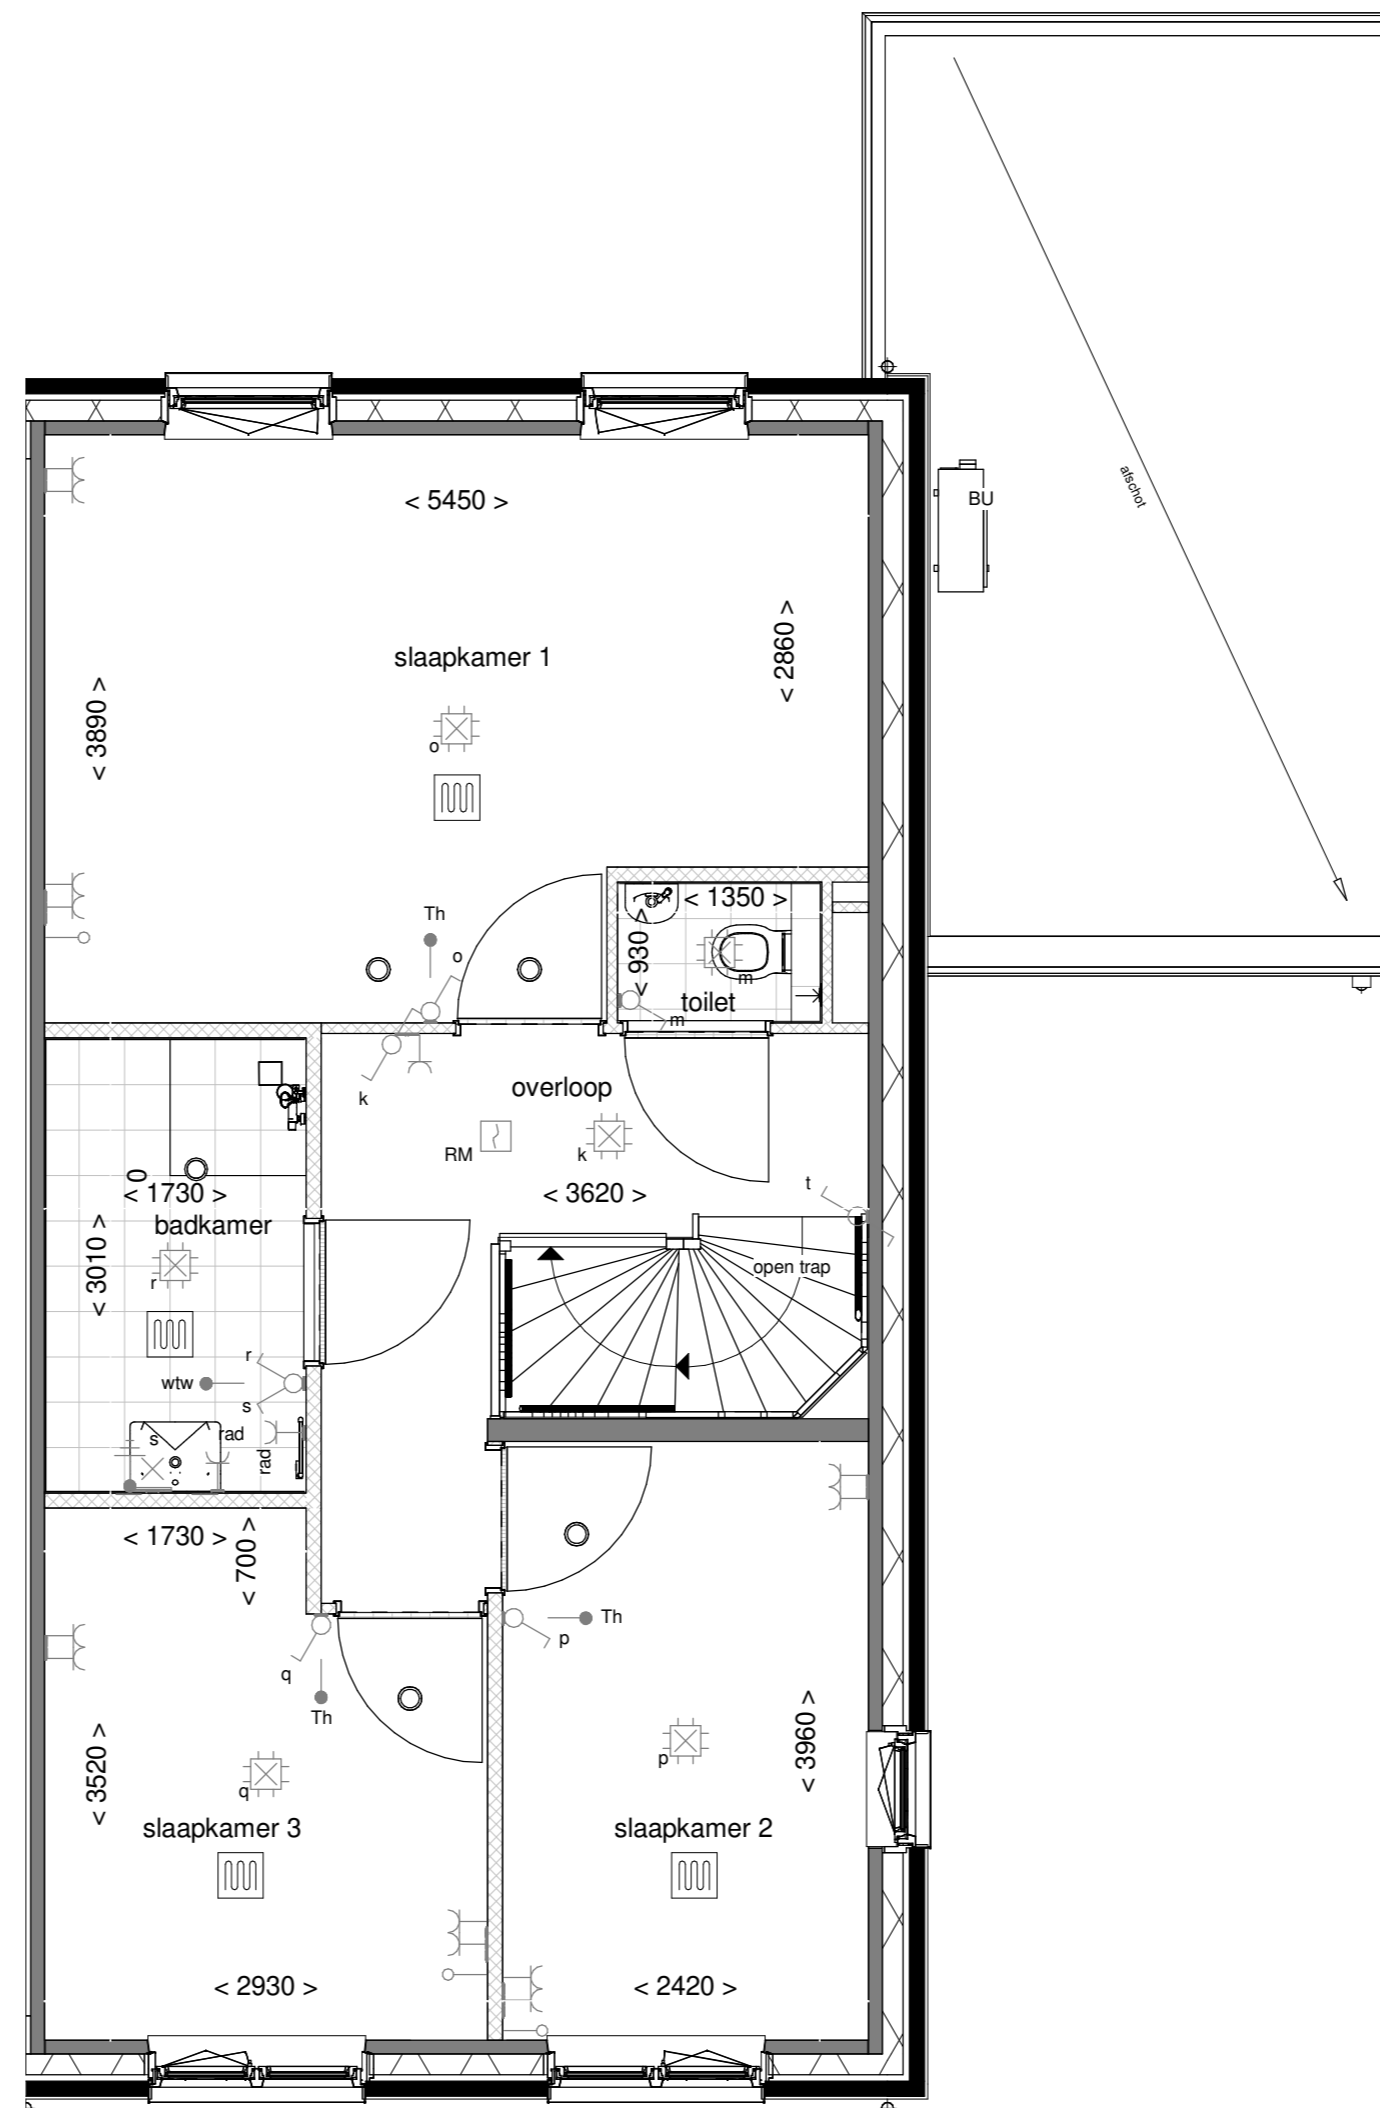 BU
afschot
< 5450 >
slaapkamer 1
< 2860 >
< 3890 >
o
Th
o
< 1350 >
< 930 >
m
toilet
m
k
overloop
RM
k
0
< 1730 >
< 3620 >
t
badkamer
< 3010 >
r
open trap
r
wtw
s
s
rad
rad
< 1730 >
< 700 >
Th
p
q
Th
< 3520 >
< 3960 >
p
q
slaapkamer 3
slaapkamer 2
< 2930 >
< 2420 >